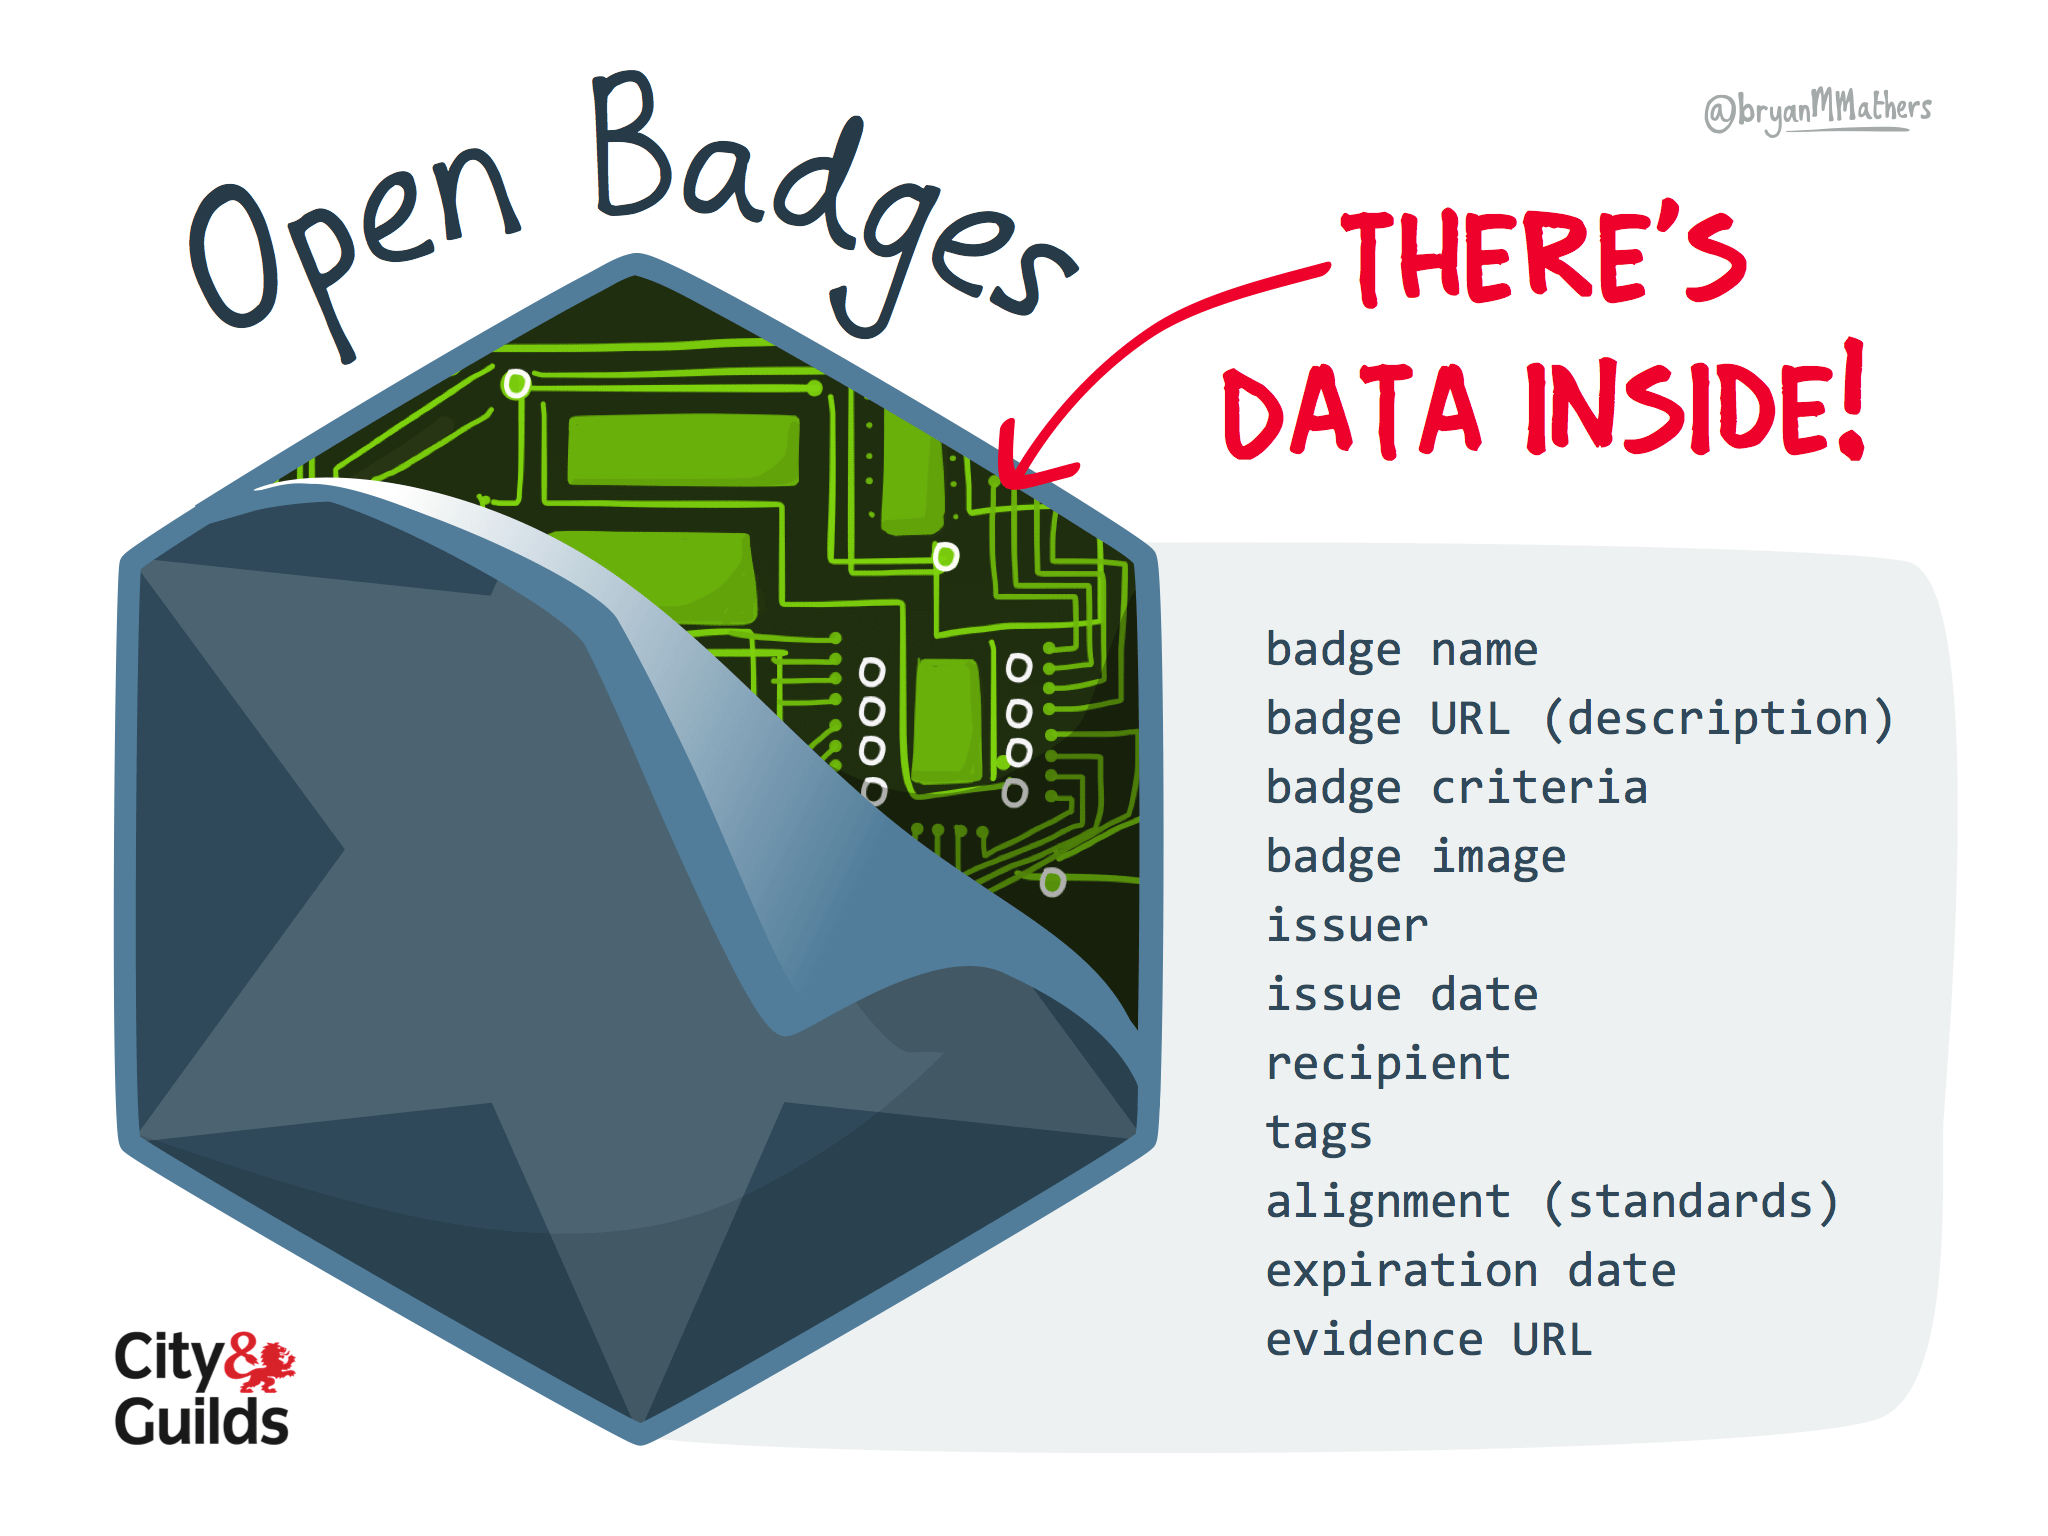 Open Badges
@bryanMMathers
THERE'S
DATA INSIDE!
badge name
badge URL (description)
badge criteria
badge image
issuer
issue date
recipient
tags
alignment (standards)
expiration date
evidence URL
City&
Guilds